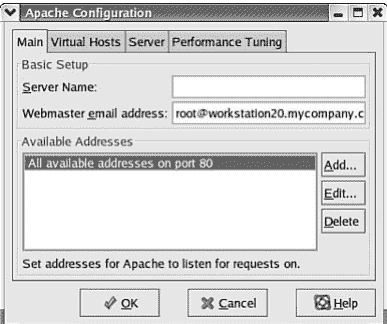 Apache Configuration
Main Virtual Hosts Server Performance Tuning
Basic Setup
Server Name:
Webmaster email address: root@workstation20.mycompany.c
Available Addresses
All available addresses on port 80
Add...
Edit...
Delete
Set addresses for Apache to listen for requests on.
OK Cancel Help